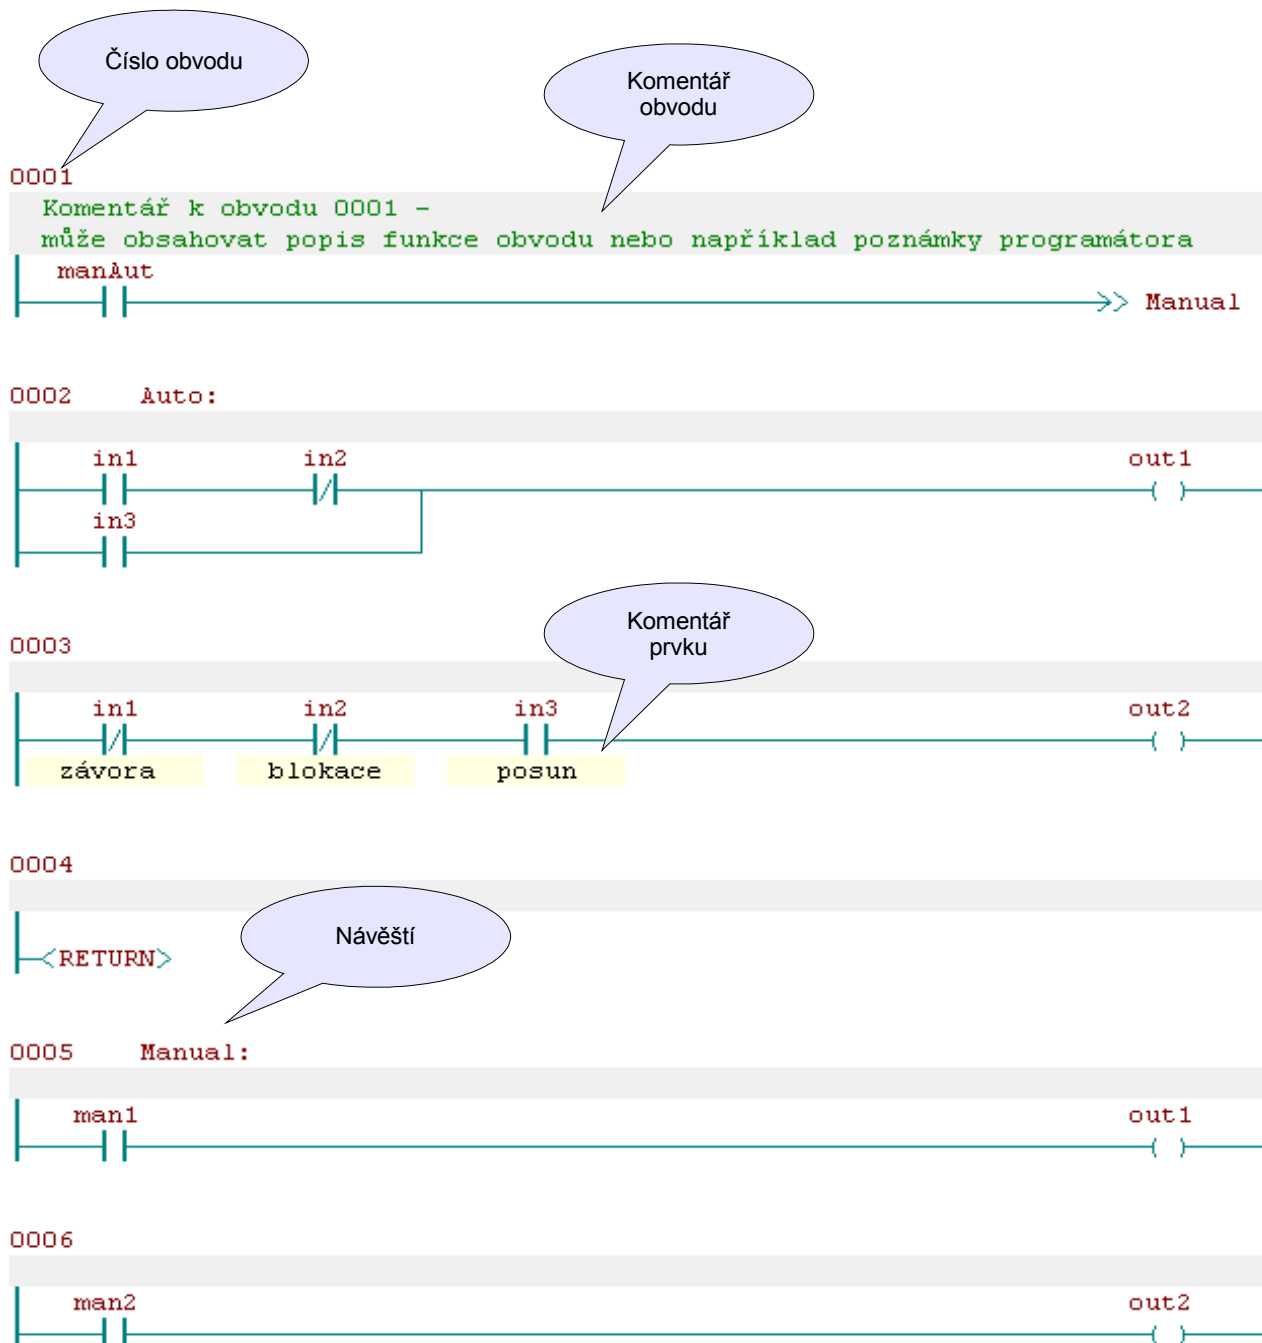 Číslo obvodu
Komentář
obvodu
0001
Komentář k obvodu 0001 -
může obsahovat popis funkce obvodu nebo například poznámky programátora
manAut
Manual
0002 Auto:
in1 in2 out1
in3
Komentář
prvku
0003
in1 in2 in3 out2
závora blokace posun
0004
Návěští
<RETURN>
0005 Manual:
man1 out1
0006
man2 out2